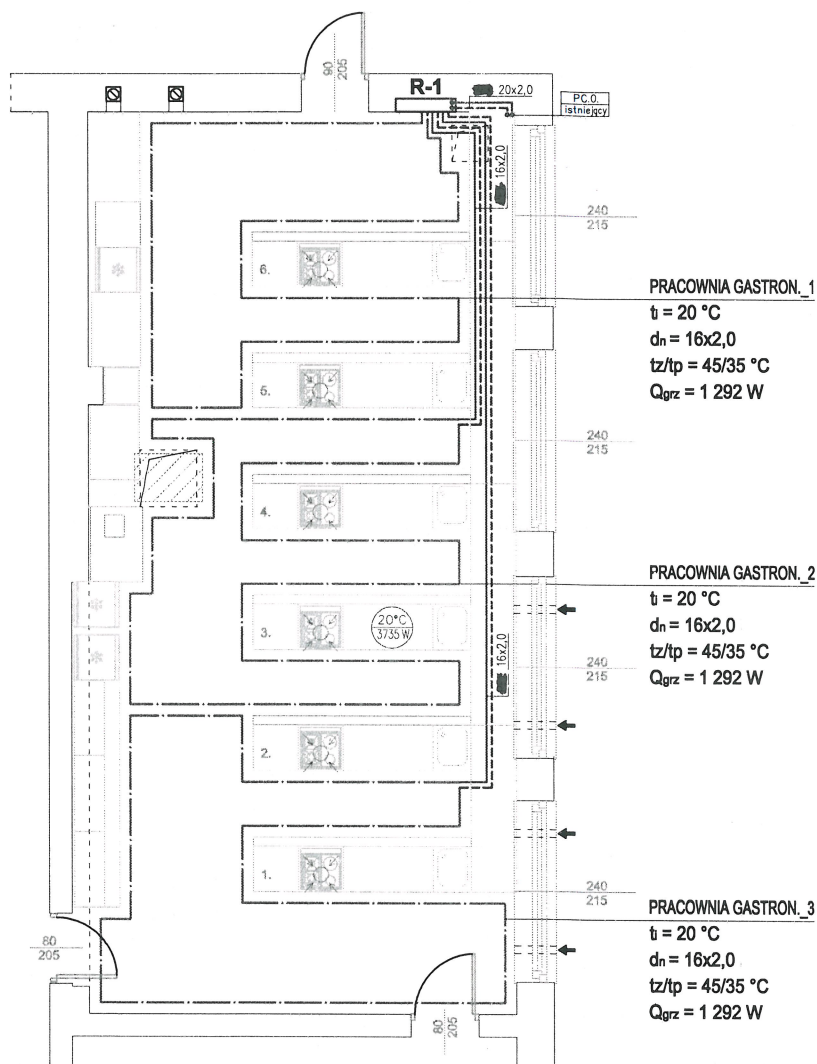 90
205
R-1
20x2,0
P.C.O.
istniejący
16x2,0
240
215
6.
PRACOWNIA GASTRON._1
ti = 20 °C
dn = 16x2,0
tz/tp = 45/35 °C
Qgrz = 1 292 W
5.
240
215
4.
PRACOWNIA GASTRON._2
ti = 20 °C
dn = 16x2,0
tz/tp = 45/35 °C
Qgrz = 1 292 W
3.
20°C
3735 W
16x2,0
240
215
2.
1.
240
215
PRACOWNIA GASTRON._3
ti = 20 °C
dn = 16x2,0
tz/tp = 45/35 °C
Qgrz = 1 292 W
80
205
80
205